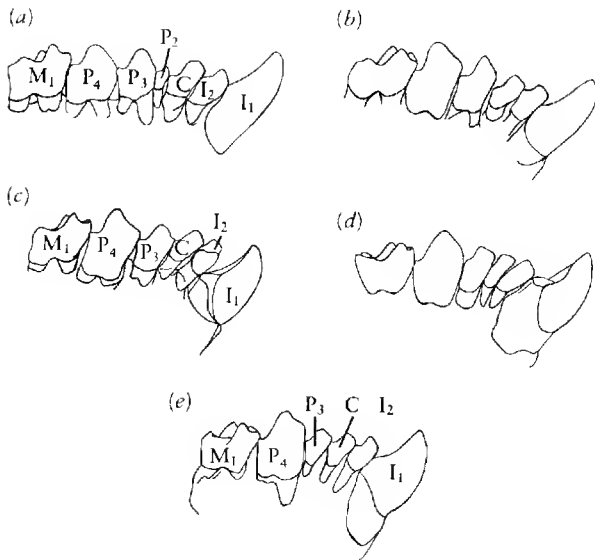 (a)
P2
M1 P4 P3 C I2 I1
(b)
(c)
I2
M1 P4 P3 C
I1
(d)
(e)
P3 C I2
M1 P4 I1